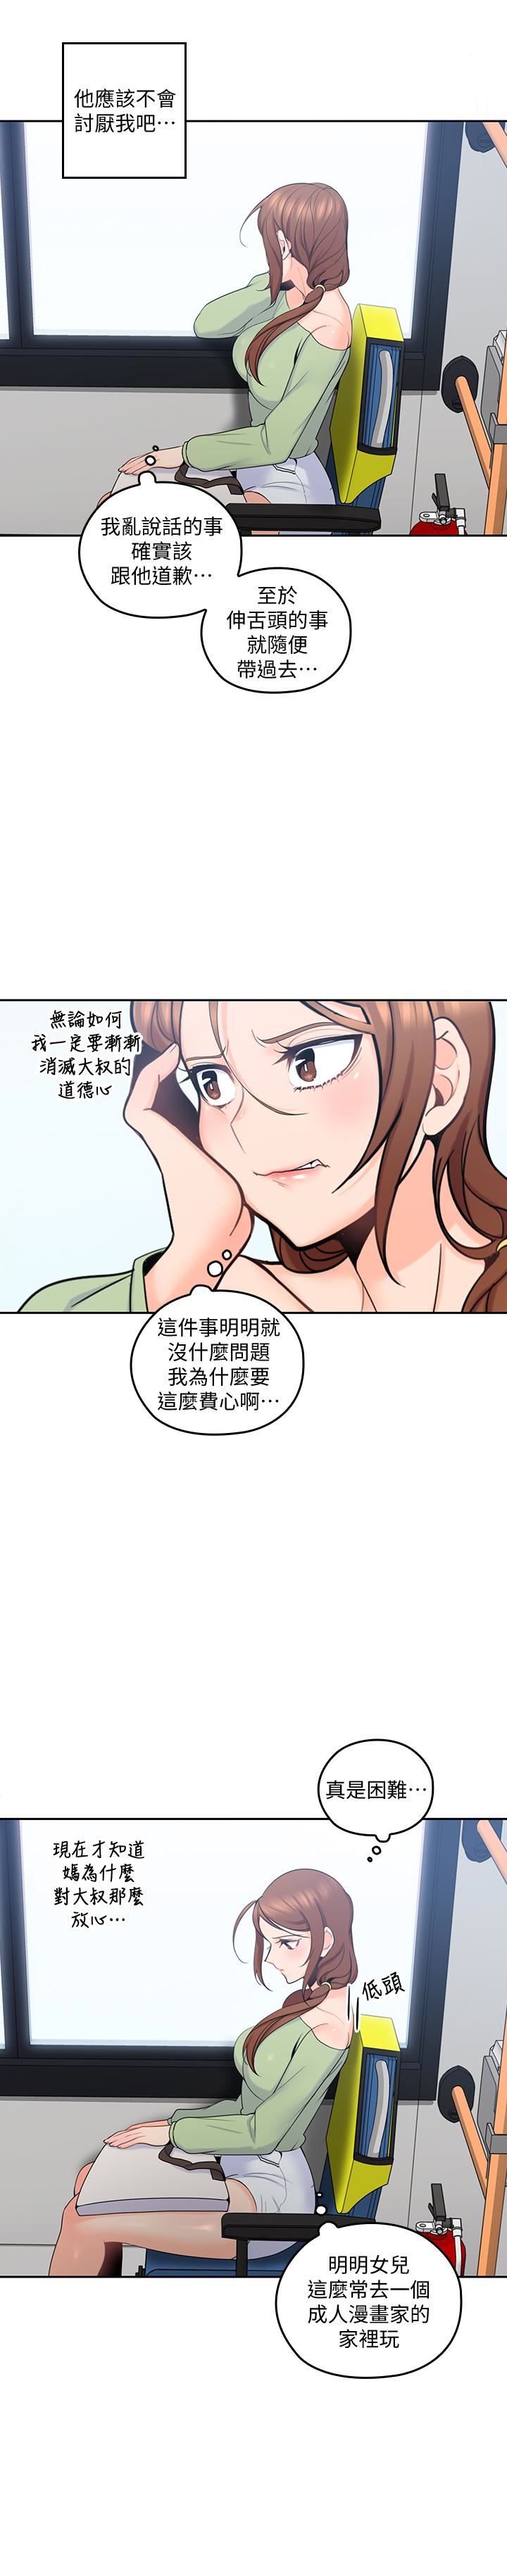 他應該不會
討厭我吧⋯
我亂說話的事
確實該
跟他道歉⋯
至於
伸舌頭的事
就隨便
帶過去⋯
無論如何
我一定要漸漸
消滅大叔的
道德心
這件事明明就
沒什麼問題
我為什麼要
這麼費心啊⋯
真是困難⋯
現在才知道
媽為什麼
對大叔那麼
放心⋯
低頭
明明女兒
這麼常去一個
成人漫畫家的
家裡玩